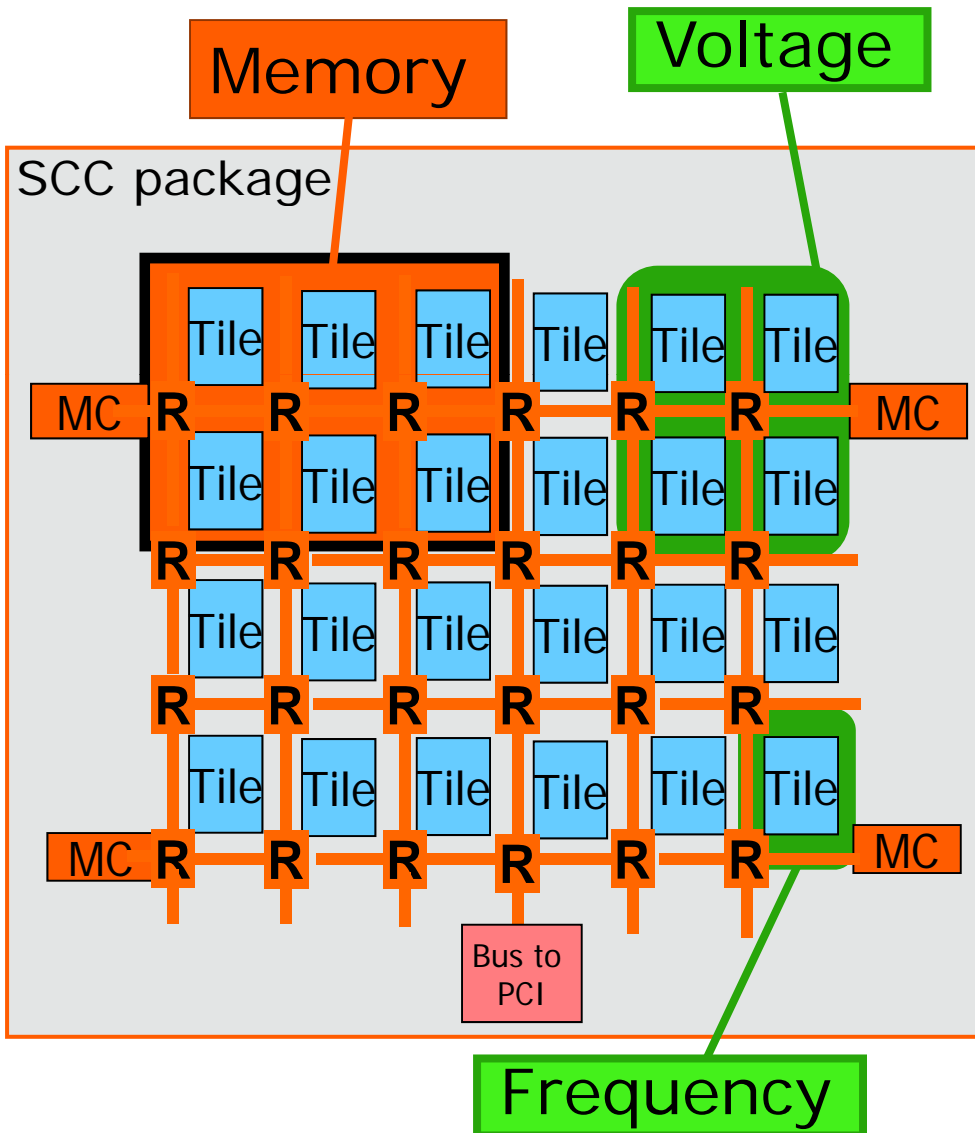 Memory
Voltage
SCC package
Tile Tile Tile Tile Tile Tile
MC R R R R R R MC
Tile Tile Tile Tile Tile Tile
R R R R R R
Tile Tile Tile Tile Tile Tile
R R R R R R
Tile Tile Tile Tile Tile Tile
MC R R R R R R MC
Bus to
PCI
Frequency